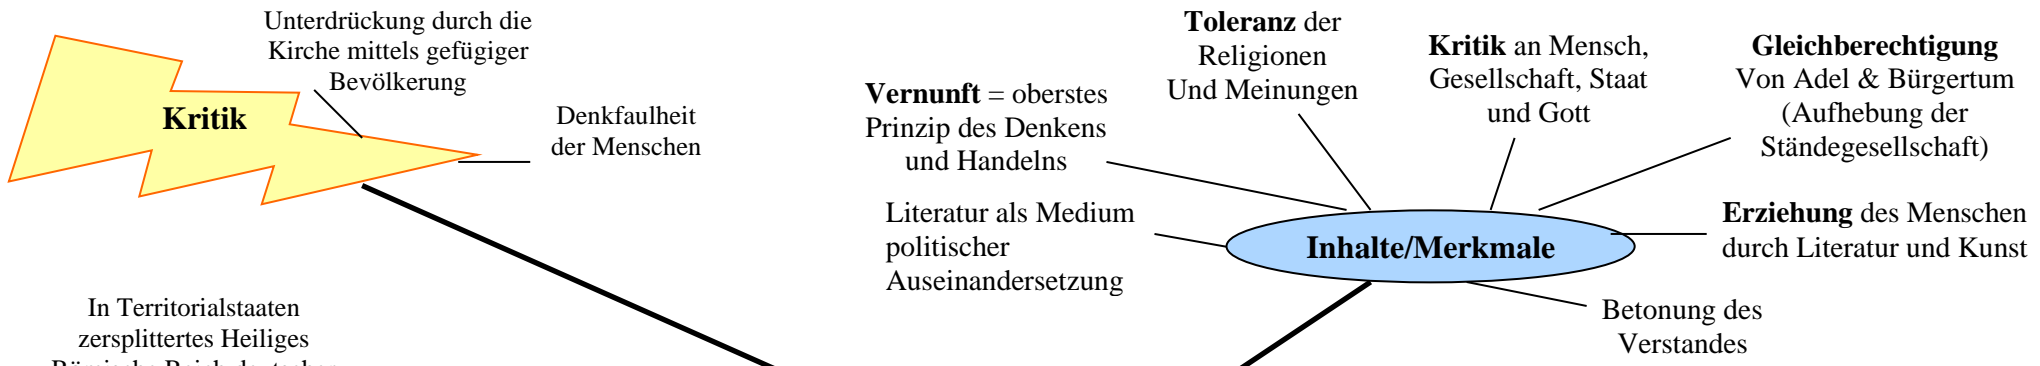 Unterdrückung durch die
Kirche mittels gefügiger
Bevölkerung
Kritik
Denkfaulheit
der Menschen
Toleranz der
Religionen
Und Meinungen
Kritik an Mensch,
Gesellschaft, Staat
und Gott
Gleichberechtigung
Von Adel & Bürgertum
(Aufhebung der
Ständegesellschaft)
Vernunft = oberstes
Prinzip des Denkens
und Handelns
Literatur als Medium
politischer
Auseinandersetzung
Inhalte/Merkmale
Erziehung des Menschen
durch Literatur und Kunst
Betonung des
Verstandes
In Territorialstaaten
zersplittertes Heiliges
Römische Reich deutscher